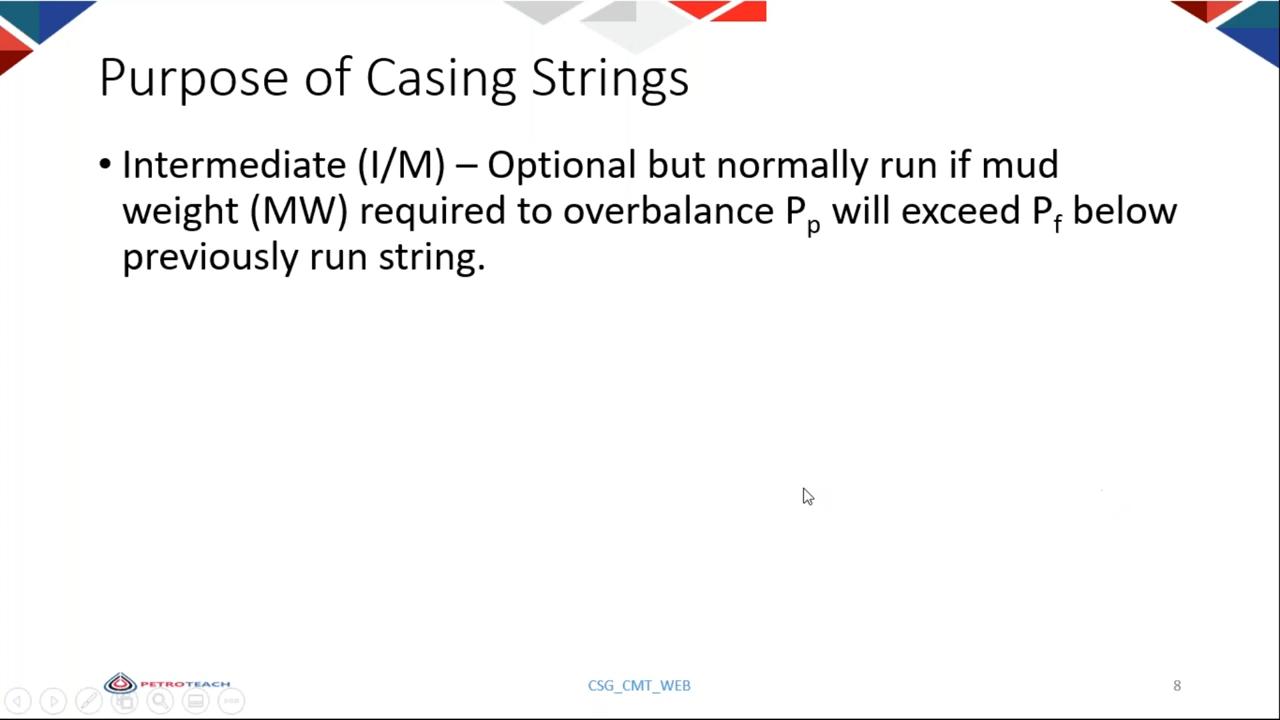 Purpose of Casing Strings
• Intermediate (I/M) – Optional but normally run if mud
weight (MW) required to overbalance Pp will exceed Pf below
previously run string.
PETROTEACH
CSG_CMT_WEB
8